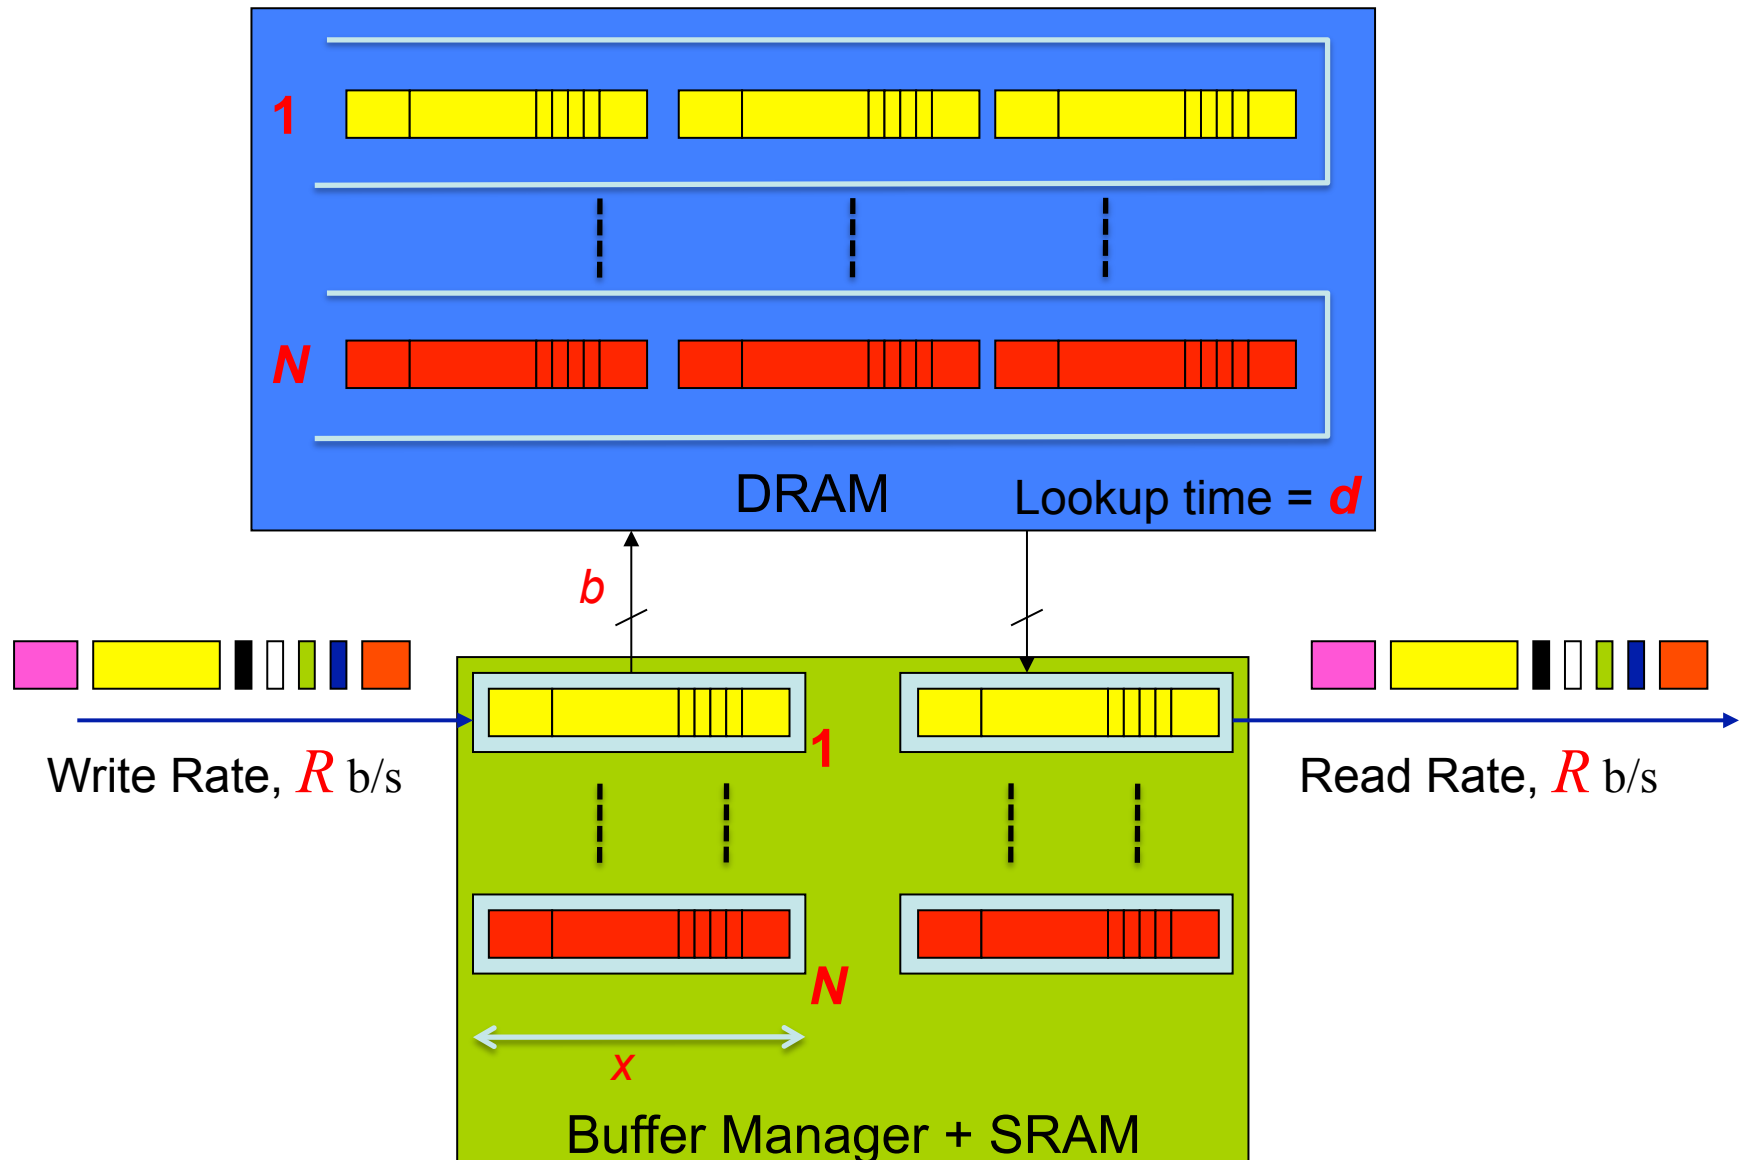 1
N
DRAM
Lookup time = d
b
Write Rate, R b/s
1
Read Rate, R b/s
N
x
Buffer Manager + SRAM